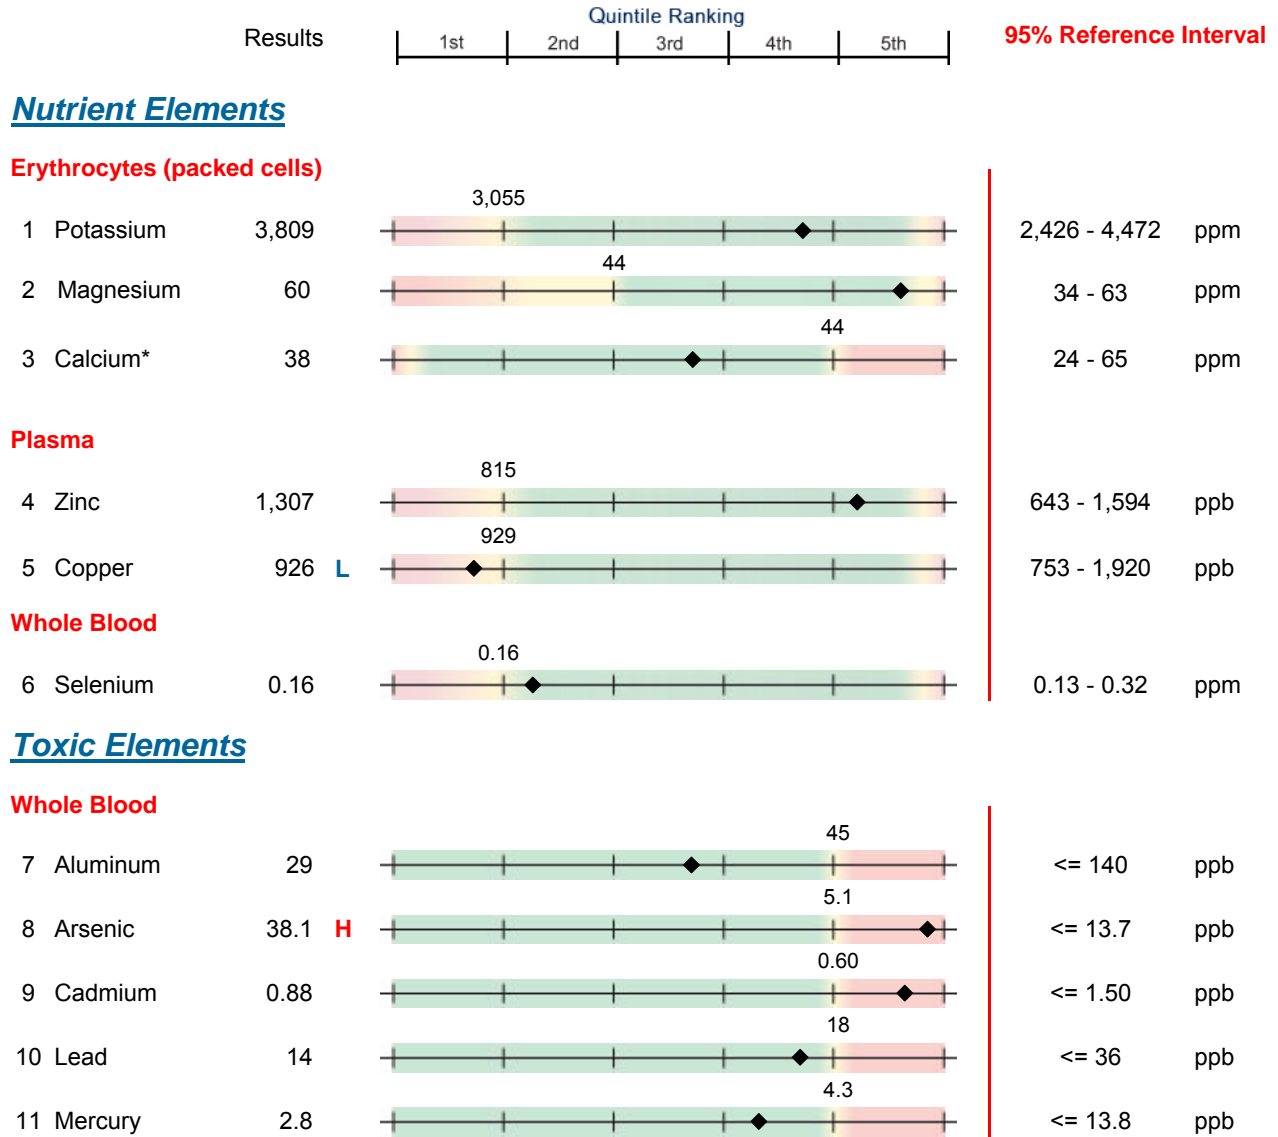 Quintile Ranking
Results 1st 2nd 3rd 4th 5th 95% Reference Interval
Nutrient Elements
Erythrocytes (packed cells)
3,055
1 Potassium 3,809 2,426 - 4,472 ppm
44
2 Magnesium 60 34 - 63 ppm
44
3 Calcium* 38 24 - 65 ppm
Plasma
815
4 Zinc 1,307 643 - 1,594 ppb
929
5 Copper 926 L 753 - 1,920 ppb
Whole Blood
0.16
6 Selenium 0.16 0.13 - 0.32 ppm
Toxic Elements
Whole Blood
45
7 Aluminum 29 <= 140 ppb
5.1
8 Arsenic 38.1 H <= 13.7 ppb
0.60
9 Cadmium 0.88 <= 1.50 ppb
18
10 Lead 14 <= 36 ppb
4.3
11 Mercury 2.8 <= 13.8 ppb